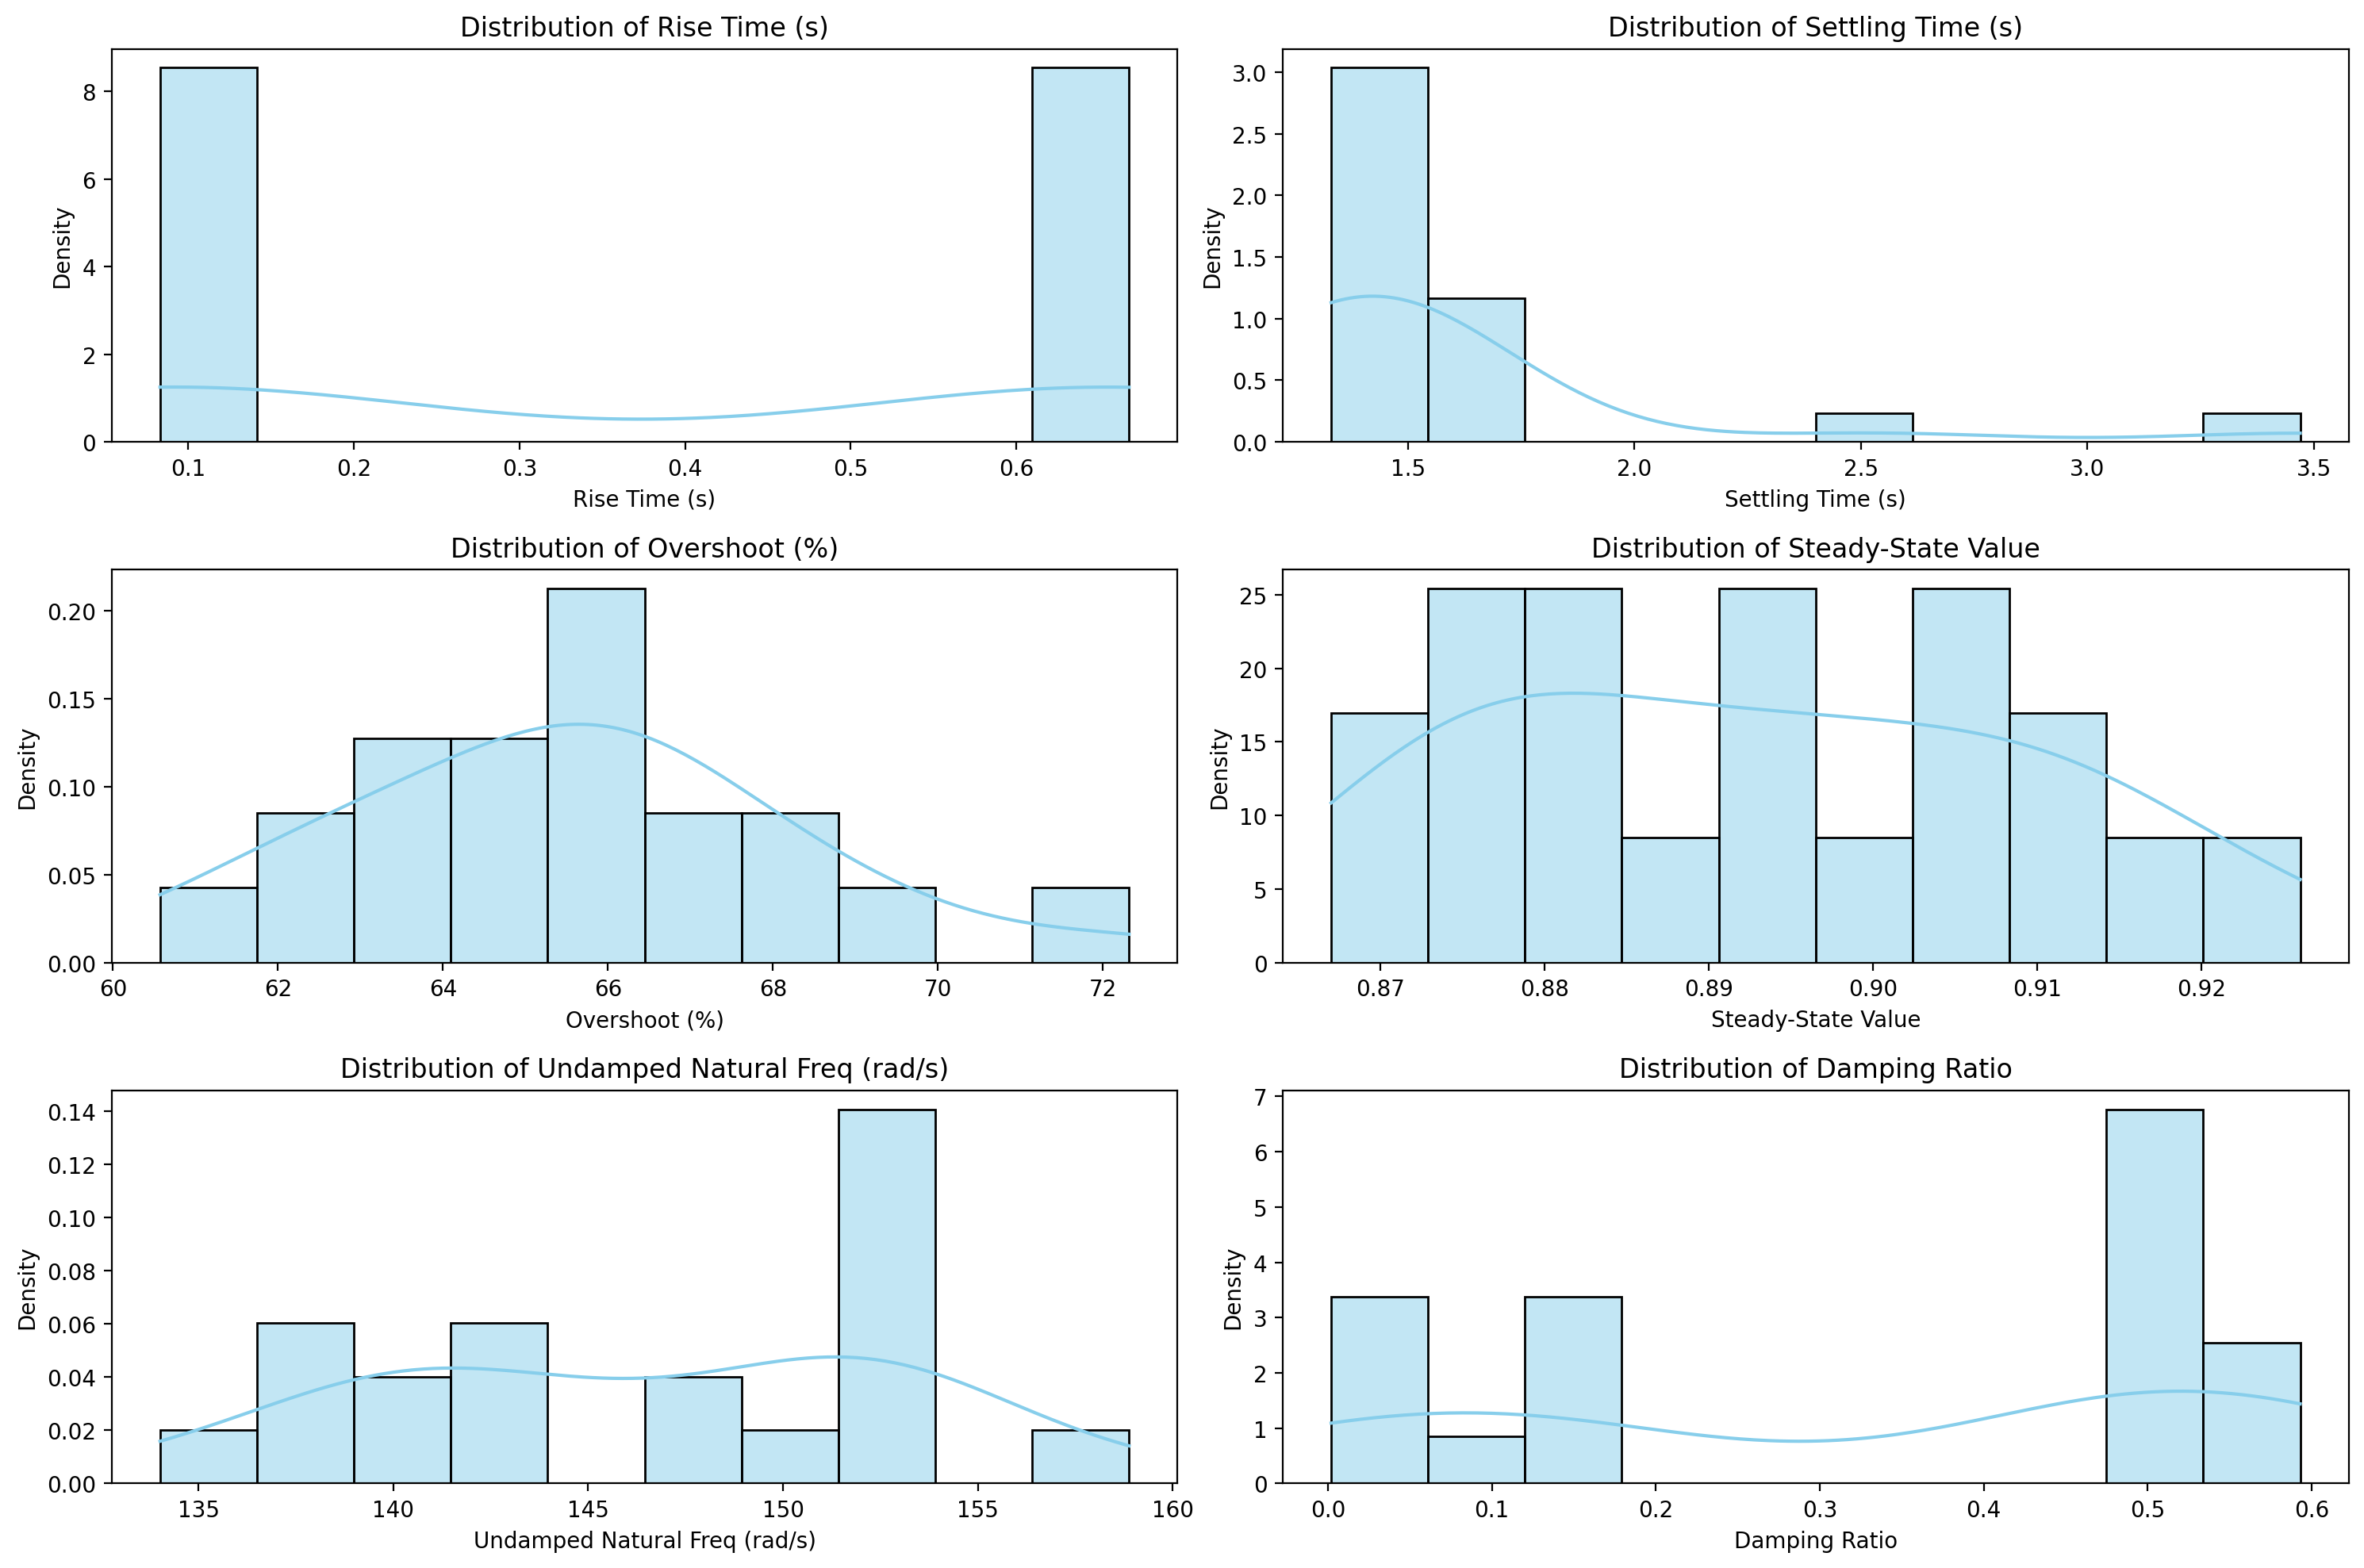 Distribution of Rise Time (s)
Density
8
6
4
2
0
0.1 0.2 0.3 0.4 0.5 0.6
Rise Time (s)
Distribution of Settling Time (s)
Density
3.0
2.5
2.0
1.5
1.0
0.5
0.0
1.5 2.0 2.5 3.0 3.5
Settling Time (s)
Distribution of Overshoot (%)
Density
0.20
0.15
0.10
0.05
0.00
60 62 64 66 68 70 72
Overshoot (%)
Distribution of Steady-State Value
Density
25
20
15
10
5
0
0.87 0.88 0.89 0.90 0.91 0.92
Steady-State Value
Distribution of Undamped Natural Freq (rad/s)
Density
0.14
0.12
0.10
0.08
0.06
0.04
0.02
0.00
135 140 145 150 155 160
Undamped Natural Freq (rad/s)
Distribution of Damping Ratio
Density
7
6
5
4
3
2
1
0
0.0 0.1 0.2 0.3 0.4 0.5 0.6
Damping Ratio